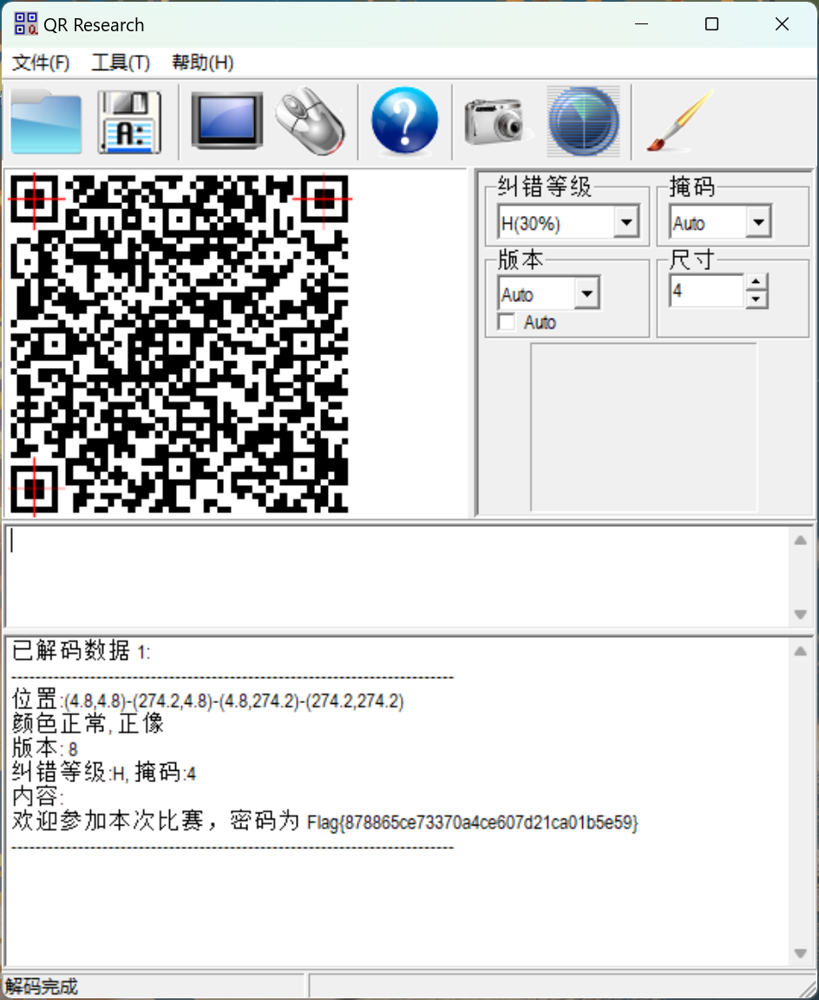 QR Research
文件(F) 工具(T) 帮助(H)
A:
纠错等级
掩码
H(30%)
Auto
版本
尺寸
Auto
4
Auto
已解码数据 1:
---------------------------------------------------------------------------
位置:(4.8,4.8)-(274.2,4.8)-(4.8,274.2)-(274.2,274.2)
颜色正常, 正像
版本: 8
纠错等级:H, 掩码:4
内容:
欢迎参加本次比赛，密码为 Flag{878865ce73370a4ce607d21ca01b5e59}
---------------------------------------------------------------------------
解码完成